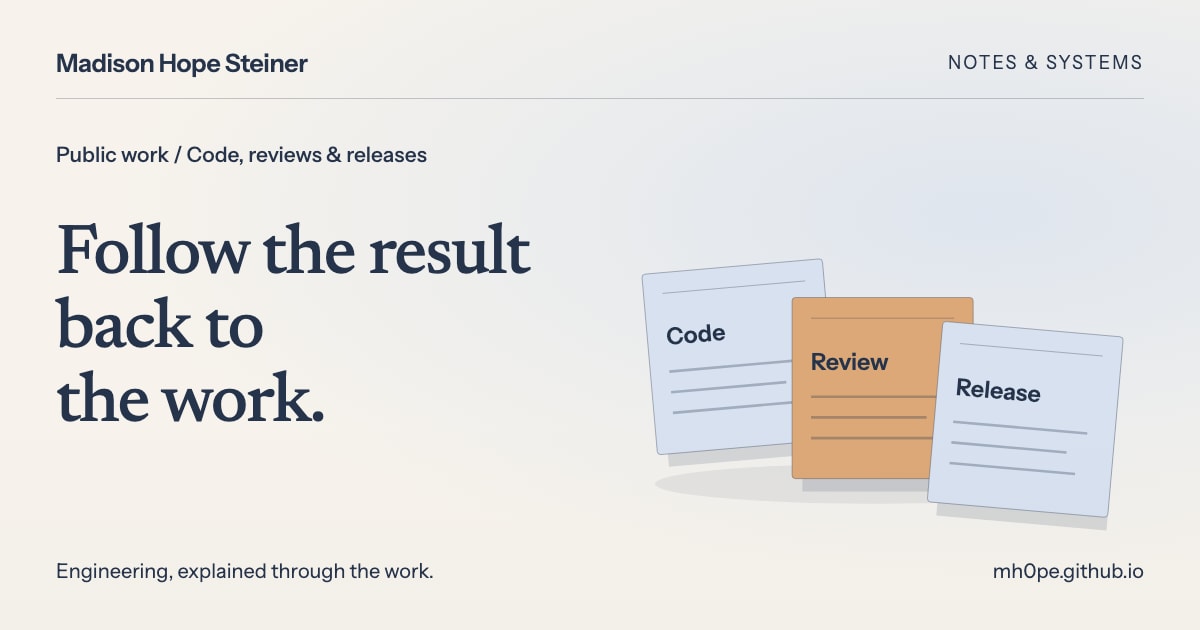 Madison Hope Steiner
NOTES & SYSTEMS
Public work / Code, reviews & releases
Follow the result
back to
the work.
Code
Review
Release
Engineering, explained through the work.
mh0pe.github.io